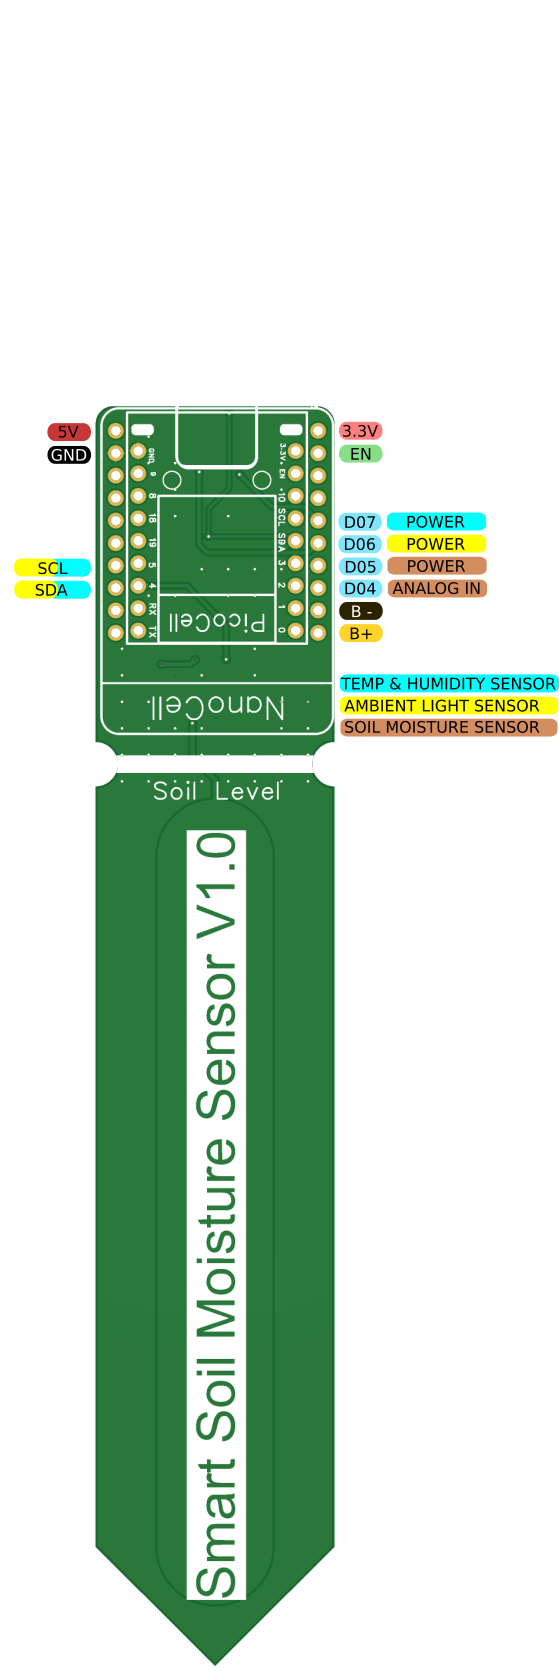 5V
GND
SCL
SDA
3.3V
EN
D07 POWER
D06 POWER
D05 POWER
D04 ANALOG IN
B -
B+
TEMP & HUMIDITY SENSOR
AMBIENT LIGHT SENSOR
SOIL MOISTURE SENSOR
GND
9
8
18
19
5
4
RX
TX
3.3V
EN
10
SCL
SDA
3
2
1
0
PicoCell
NanoCell
Soil Level
Smart Soil Moisture Sensor V1.0